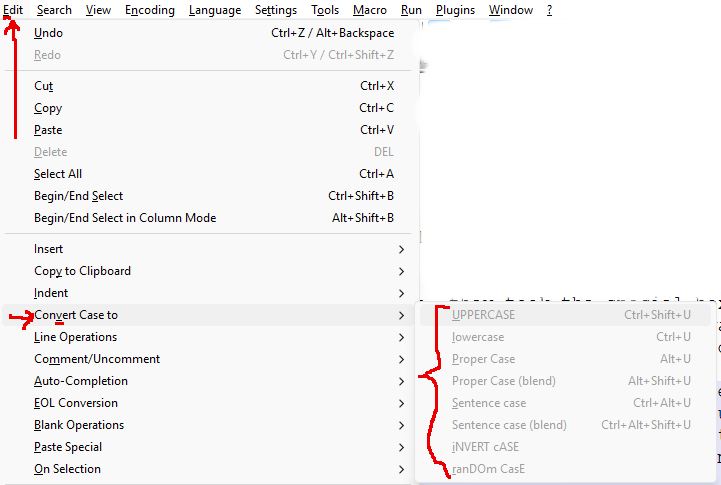 Edit Search View Encoding Language Settings Tools Macro Run Plugins Window ?
Undo Ctrl+Z / Alt+Backspace
Redo Ctrl+Y / Ctrl+Shift+Z
Cut Ctrl+X
Copy Ctrl+C
Paste Ctrl+V
Delete DEL
Select All Ctrl+A
Begin/End Select Ctrl+Shift+B
Begin/End Select in Column Mode Alt+Shift+B
Insert
Copy to Clipboard
Indent
Convert Case to
Line Operations
Comment/Uncomment
Auto-Completion
EOL Conversion
Blank Operations
Paste Special
On Selection
UPPERCASE Ctrl+Shift+U
lowercase Ctrl+U
Proper Case Alt+U
Proper Case (blend) Alt+Shift+U
Sentence case Ctrl+Alt+U
Sentence case (blend) Ctrl+Alt+Shift+U
iNVERT cASE
ranDOm CasE